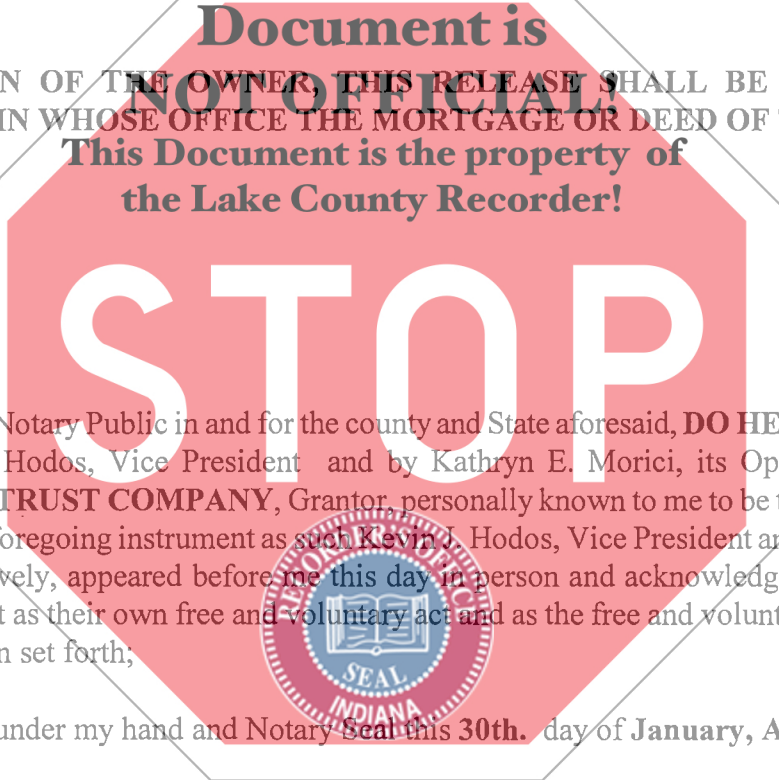 Document is
N OF THE OWNER, THIS RELEASE SHALL BE
NOT OFFICIAL!
IN WHOSE OFFICE THE MORTGAGE OR DEED OF
This Document is the property of
the Lake County Recorder!
STOP
Notary Public in and for the county and State aforesaid, DO HE
Hodos, Vice President and by Kathryn E. Morici, its Op
TRUST COMPANY, Grantor, personally known to me to be t
oregoing instrument as such Kevin J. Hodos, Vice President an
vely, appeared before me this day in person and acknowledg
t as their own free and voluntary act and as the free and volunt
n set forth;
RECORDER'S OFFICE
SEAL
INDIANA
under my hand and Notary Seal this 30th. day of January, A